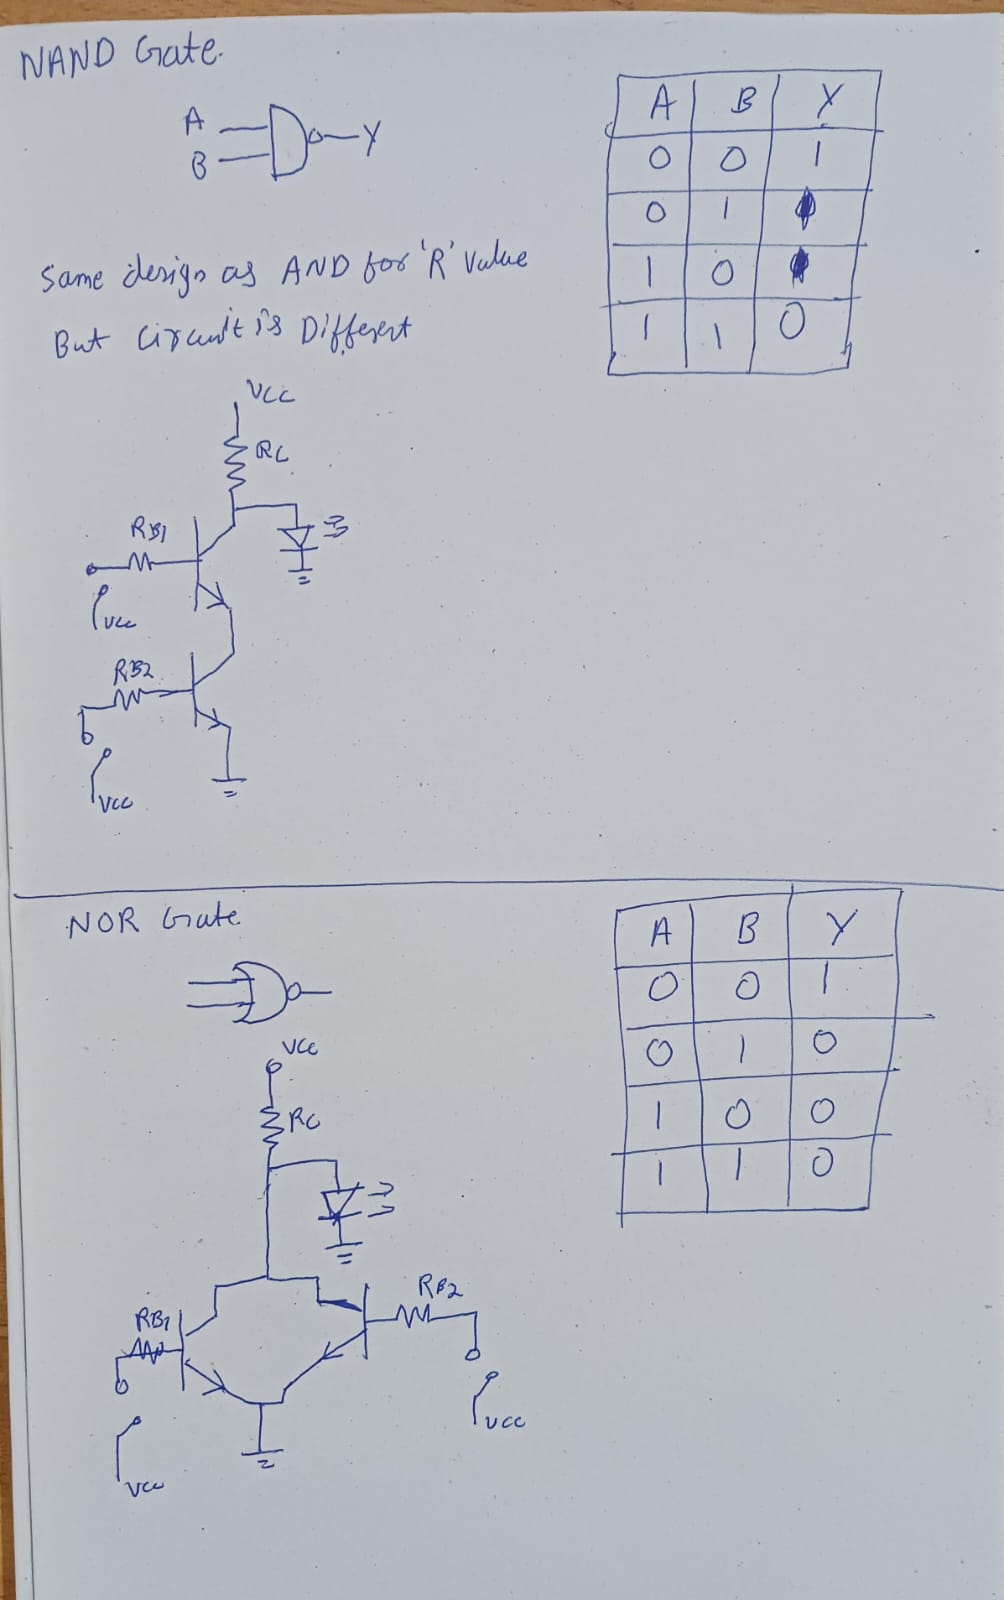 NAND Gate.
A
B
Y
A B Y
0 0 1
0 1
1 0
1 1 0
Same design as AND for 'R' Value
But Circuit is Different
VCC
RC
RB1
VCC
RB2
VCC
NOR Gate
A B Y
0 0 1
0 1 0
1 0 0
1 1 0
VCC
RC
RB1
RB2
VCC
VCC